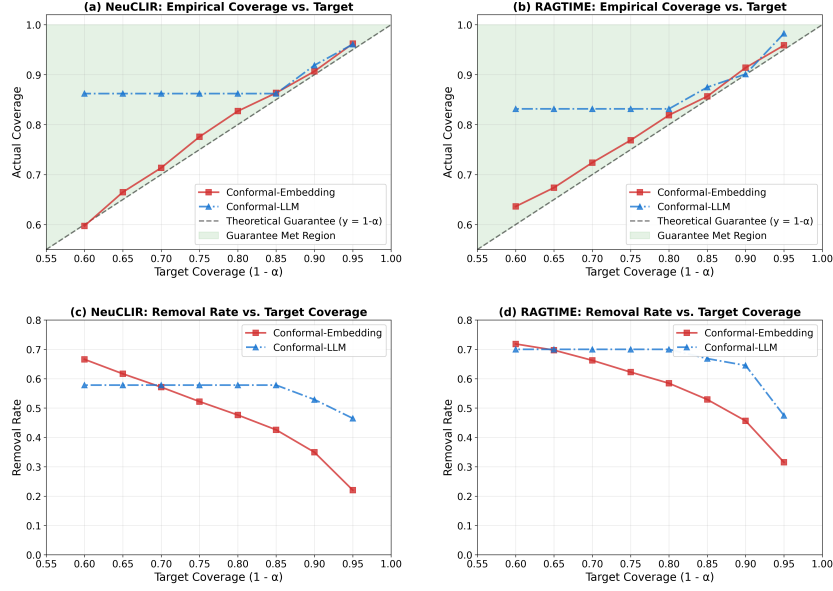 (a) NeuCLIR: Empirical Coverage vs. Target
1.0
0.9
0.8
0.7
0.6
Actual Coverage
Conformal-Embedding
Conformal-LLM
Theoretical Guarantee (y = 1-α)
Guarantee Met Region
0.55 0.60 0.65 0.70 0.75 0.80 0.85 0.90 0.95 1.00
Target Coverage (1 - α)
(b) RAGTIME: Empirical Coverage vs. Target
1.0
0.9
0.8
0.7
0.6
Actual Coverage
Conformal-Embedding
Conformal-LLM
Theoretical Guarantee (y = 1-α)
Guarantee Met Region
0.55 0.60 0.65 0.70 0.75 0.80 0.85 0.90 0.95 1.00
Target Coverage (1 - α)
(c) NeuCLIR: Removal Rate vs. Target Coverage
0.8
0.7
0.6
0.5
0.4
0.3
0.2
0.1
0.0
Removal Rate
Conformal-Embedding
Conformal-LLM
0.55 0.60 0.65 0.70 0.75 0.80 0.85 0.90 0.95 1.00
Target Coverage (1 - α)
(d) RAGTIME: Removal Rate vs. Target Coverage
0.8
0.7
0.6
0.5
0.4
0.3
0.2
0.1
0.0
Removal Rate
Conformal-Embedding
Conformal-LLM
0.55 0.60 0.65 0.70 0.75 0.80 0.85 0.90 0.95 1.00
Target Coverage (1 - α)